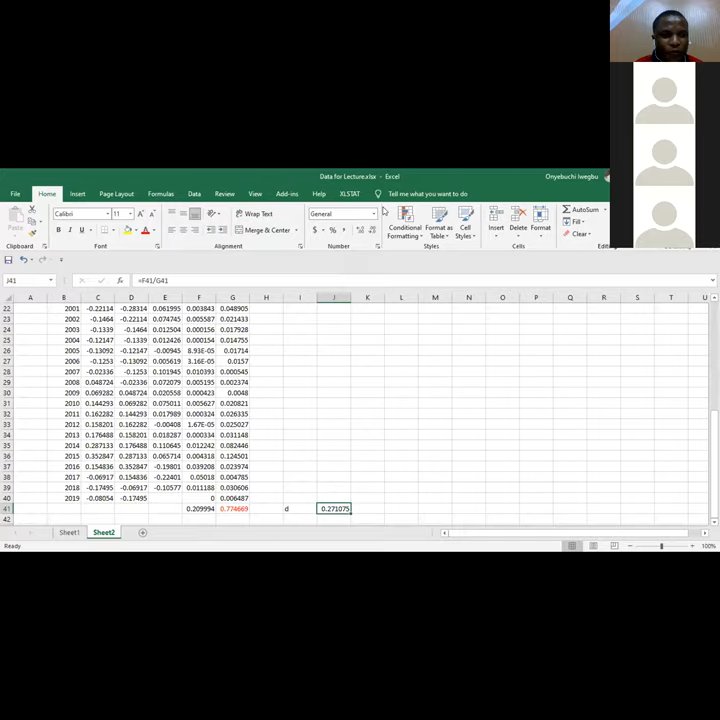 Data for Lecture.xlsx - Excel
Onyebuchi Iwegbu
File Home Insert Page Layout Formulas Data Review View Add-ins Help XLSTAT Tell me what you want to do
Calibri 11 A A Wrap Text General Conditional Format as Cell Insert Delete Format AutoSum
Paste B I U A Merge & Center $ % , Formatting Table Styles Clear
Clipboard Font Alignment Number Styles Cells
J41 fx =F41/G41
A B C D E F G H I J K L M N O P Q R S T U
22 2001 -0.22114 -0.28314 0.061995 0.003843 0.048905
23 2002 -0.1464 -0.22114 0.074745 0.005587 0.021433
24 2003 -0.1339 -0.1464 0.012504 0.000156 0.017928
25 2004 -0.12147 -0.1339 0.012426 0.000154 0.014755
26 2005 -0.13092 -0.12147 -0.00945 8.93E-05 0.01714
27 2006 -0.1253 -0.13092 0.005619 3.16E-05 0.0157
28 2007 -0.02336 -0.1253 0.101945 0.010393 0.000545
29 2008 0.048724 -0.02336 0.072079 0.005195 0.002374
30 2009 0.069282 0.048724 0.020558 0.000423 0.0048
31 2010 0.144293 0.069282 0.075011 0.005627 0.020821
32 2011 0.162282 0.144293 0.017989 0.000324 0.026335
33 2012 0.158201 0.162282 -0.00408 1.67E-05 0.025027
34 2013 0.176488 0.158201 0.018287 0.000334 0.031148
35 2014 0.287133 0.176488 0.110645 0.012242 0.082446
36 2015 0.352847 0.287133 0.065714 0.004318 0.124501
37 2016 0.154836 0.352847 -0.19801 0.039208 0.023974
38 2017 -0.06917 0.154836 -0.22401 0.05018 0.004785
39 2018 -0.17495 -0.06917 -0.10577 0.011188 0.030606
40 2019 -0.08054 -0.17495 0 0.006487
41 0.209994 0.774669 d 0.271075
42
Sheet1 Sheet2
Ready 100%